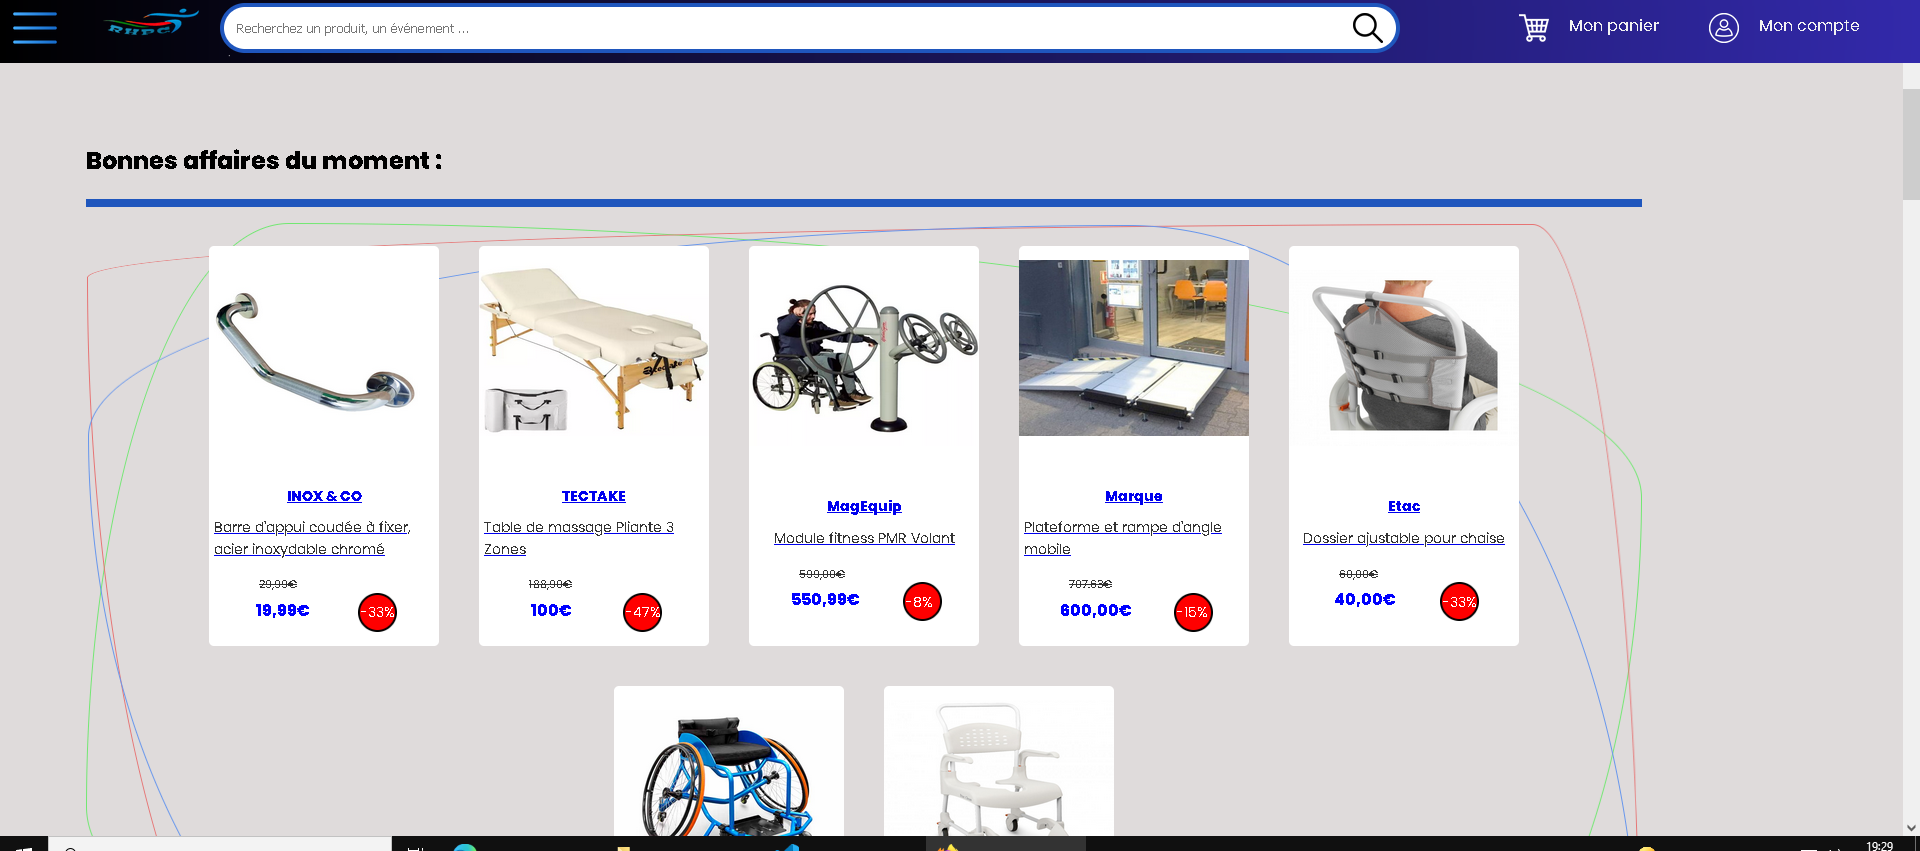 RHPC
Recherchez un produit, un événement ...
Mon panier
Mon compte
Bonnes affaires du moment :
INOX & CO
Barre d'appui coudée à fixer,
acier inoxydable chromé
29,99€
19,99€
-33%
TECTAKE
Table de massage Pliante 3
Zones
188,90€
100€
-47%
MagEquip
Module fitness PMR Volant
599,00€
550,99€
-8%
Marque
Plateforme et rampe d'angle
mobile
707.63€
600,00€
-15%
Etac
Dossier ajustable pour chaise
60,00€
40,00€
-33%
19:29